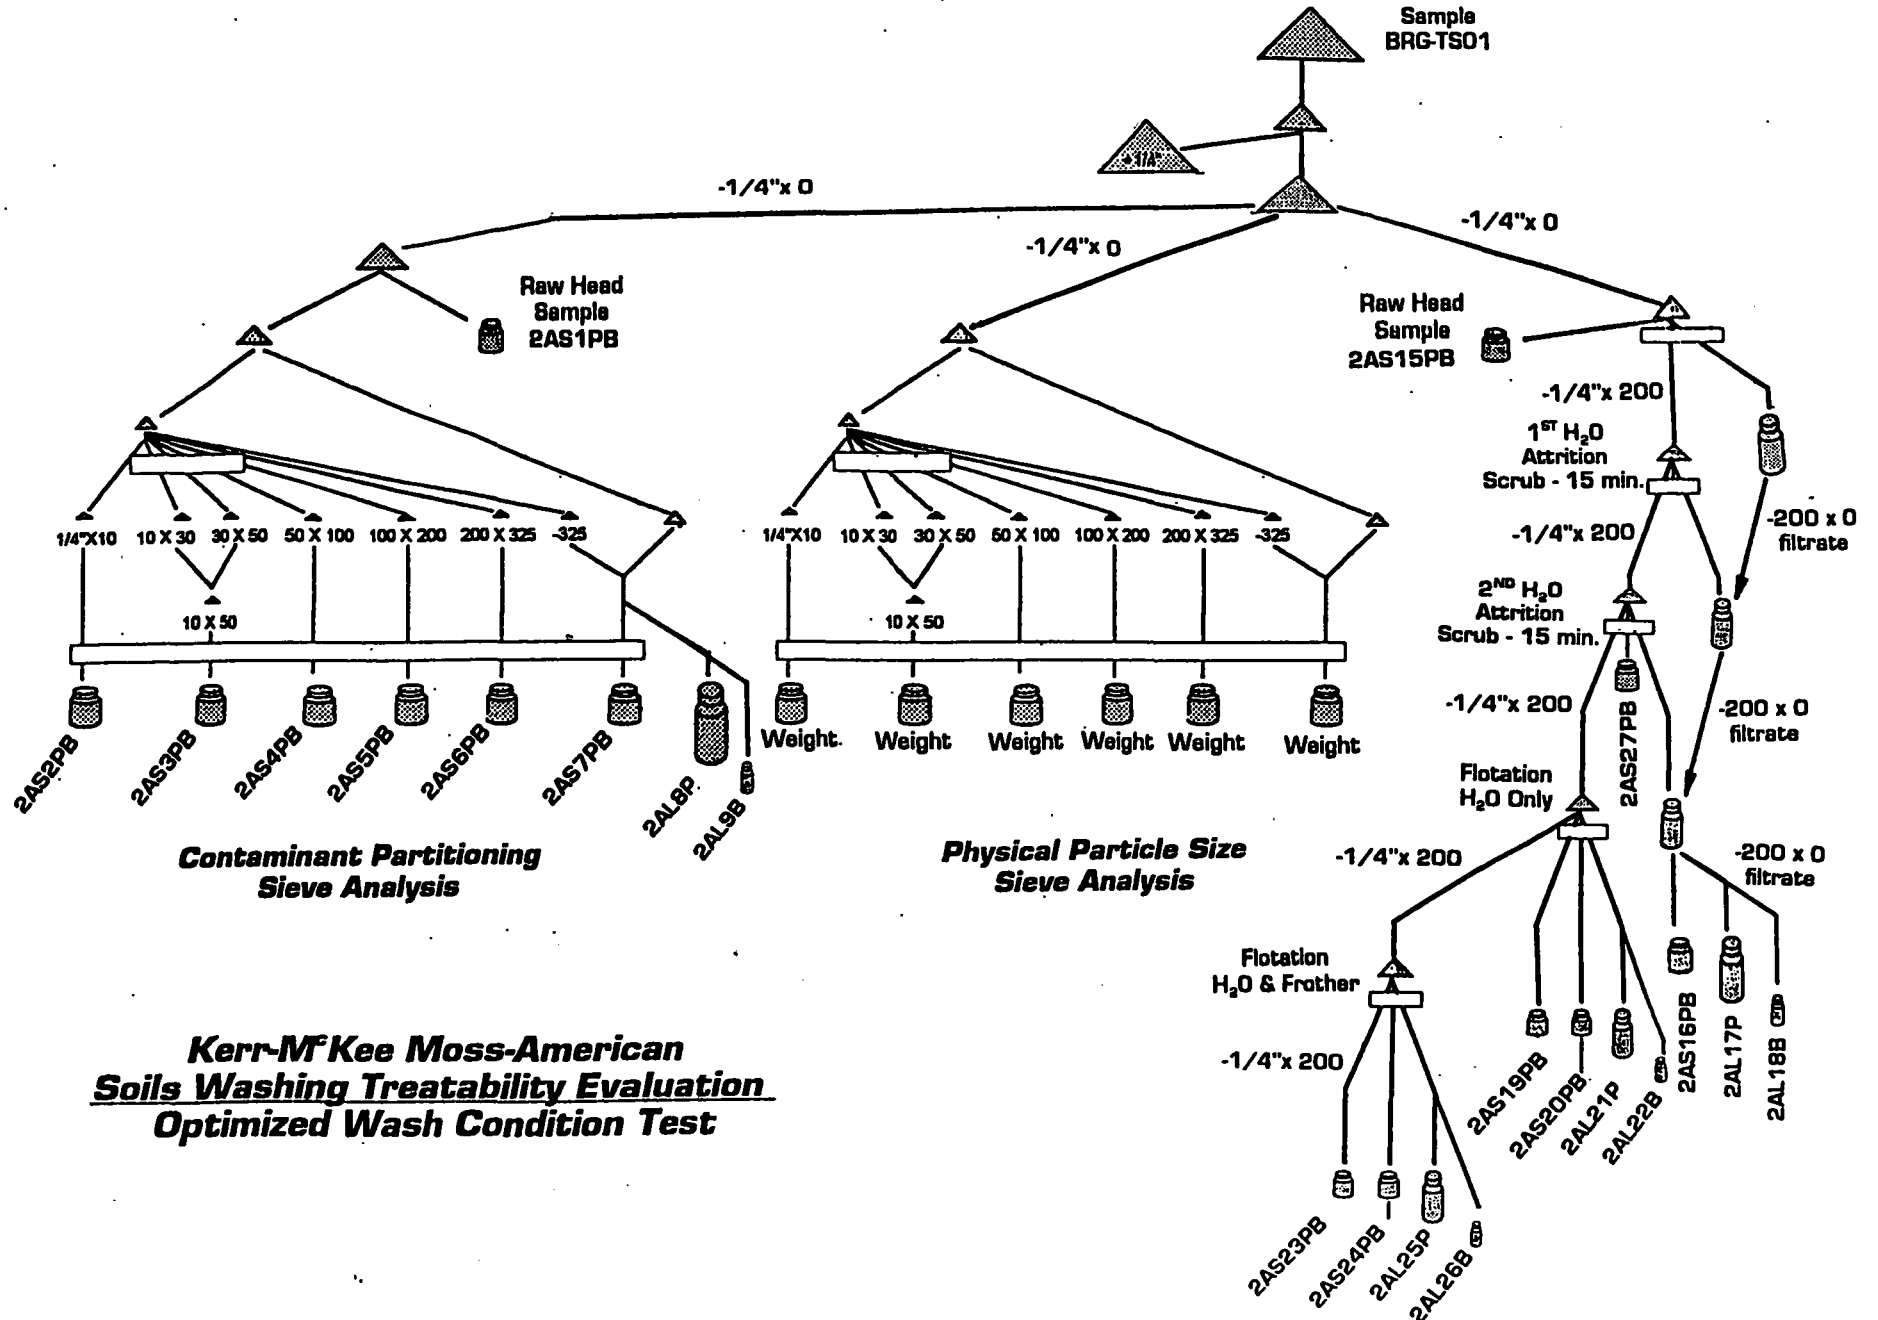 Sample
BRG-TS01
+1/4"
-1/4"x 0
-1/4"x 0
-1/4"x 0
Raw Head
Sample
2AS1PB
Raw Head
Sample
2AS15PB
-1/4"x 200
1ST H2O
Attrition
Scrub - 15 min.
-200 x 0
filtrate
-1/4"x 200
1/4"X10
10 X 30
30 X 50
50 X 100
100 X 200
200 X 325
-325
10 X 50
1/4"X10
10 X 30
30 X 50
50 X 100
100 X 200
200 X 325
-325
10 X 50
2ND H2O
Attrition
Scrub - 15 min.
-1/4"x 200
2AS27PB
-200 x 0
filtrate
2AS2PB
2AS3PB
2AS4PB
2AS5PB
2AS6PB
2AS7PB
2AL8P
2AL9B
Weight.
Weight
Weight
Weight
Weight
Weight
Contaminant Partitioning
Sieve Analysis
Physical Particle Size
Sieve Analysis
Flotation
H2O Only
-1/4"x 200
-200 x 0
filtrate
Flotation
H2O & Frother
-1/4"x 200
2AS19PB
2AS20PB
2AL21P
2AL22B
2AS16PB
2AL17P
2AL18B
2AS23PB
2AS24PB
2AL25P
2AL26B
Kerr-McKee Moss-American
Soils Washing Treatability Evaluation
Optimized Wash Condition Test